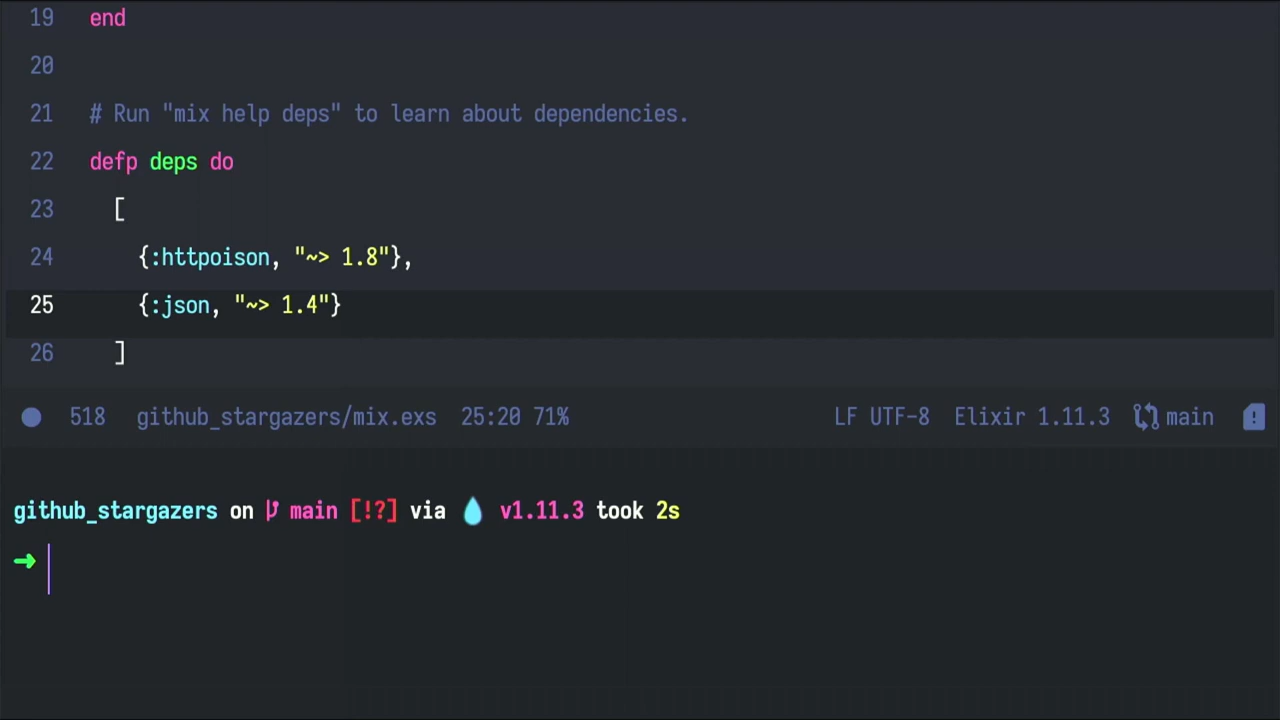 19 end
20
21 # Run "mix help deps" to learn about dependencies.
22 defp deps do
23 [
24 {:httpoison, "~> 1.8"},
25 {:json, "~> 1.4"}
26 ]
518 github_stargazers/mix.exs 25:20 71% LF UTF-8 Elixir 1.11.3 main
github_stargazers on main [!?] via v1.11.3 took 2s
➜